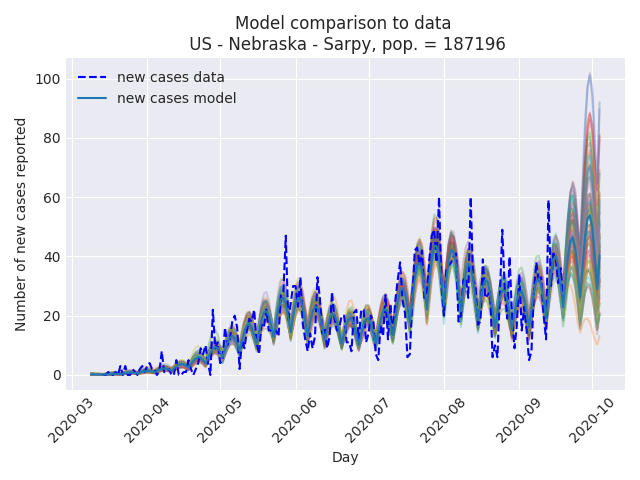 Model comparison to data
US - Nebraska - Sarpy, pop. = 187196
new cases data
new cases model
Number of new cases reported
100
80
60
40
20
0
2020-03
2020-04
2020-05
2020-06
2020-07
2020-08
2020-09
2020-10
Day